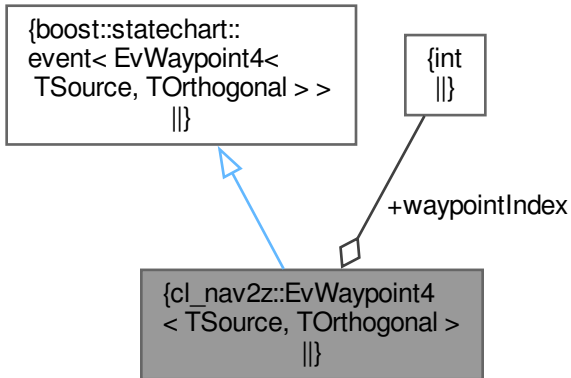 {boost::statechart::
event< EvWaypoint4<
TSource, TOrthogonal > >
||}
{int
||}
+waypointIndex
{cl_nav2z::EvWaypoint4
< TSource, TOrthogonal >
||}